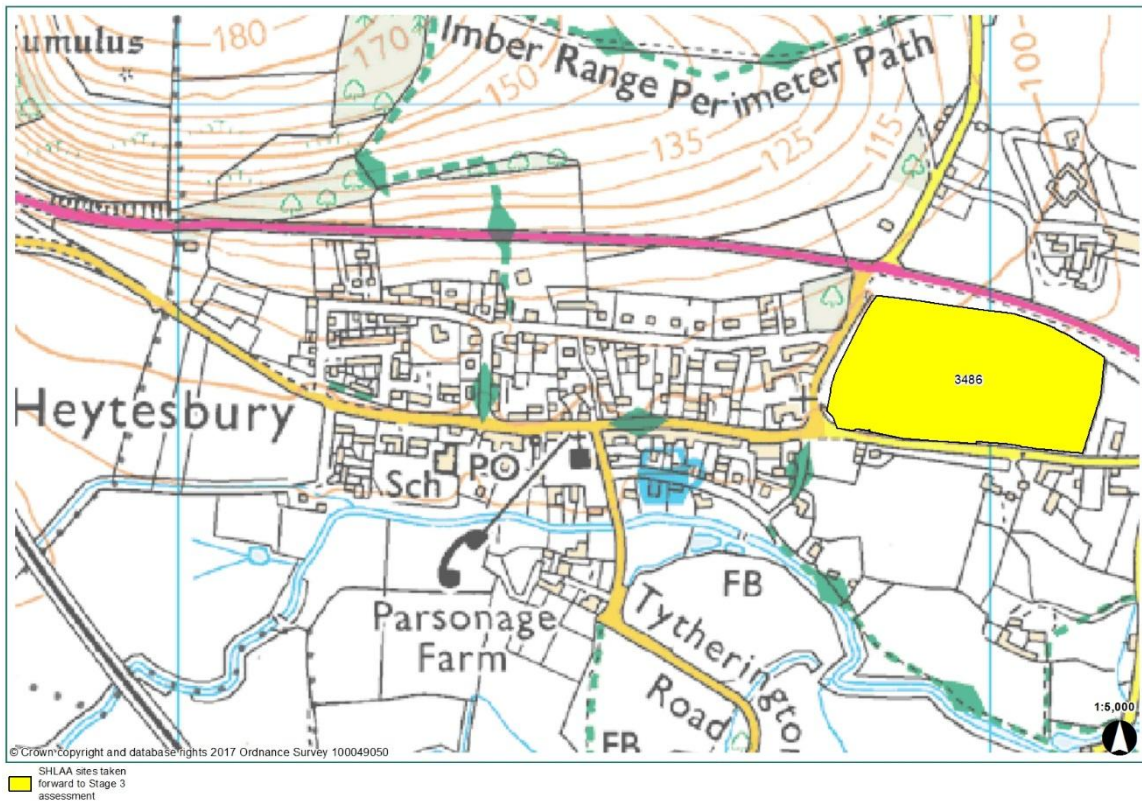 umulus
180
170
150
135
125
115
100
Imber Range Perimeter Path
3486
Heytesbury
Sch
PO
FB
Parsonage
Farm
Tytherington
Road
FB
1:5,000
© Crown copyright and database rights 2017 Ordnance Survey 100049050
SHLAA sites taken
forward to Stage 3
assessment